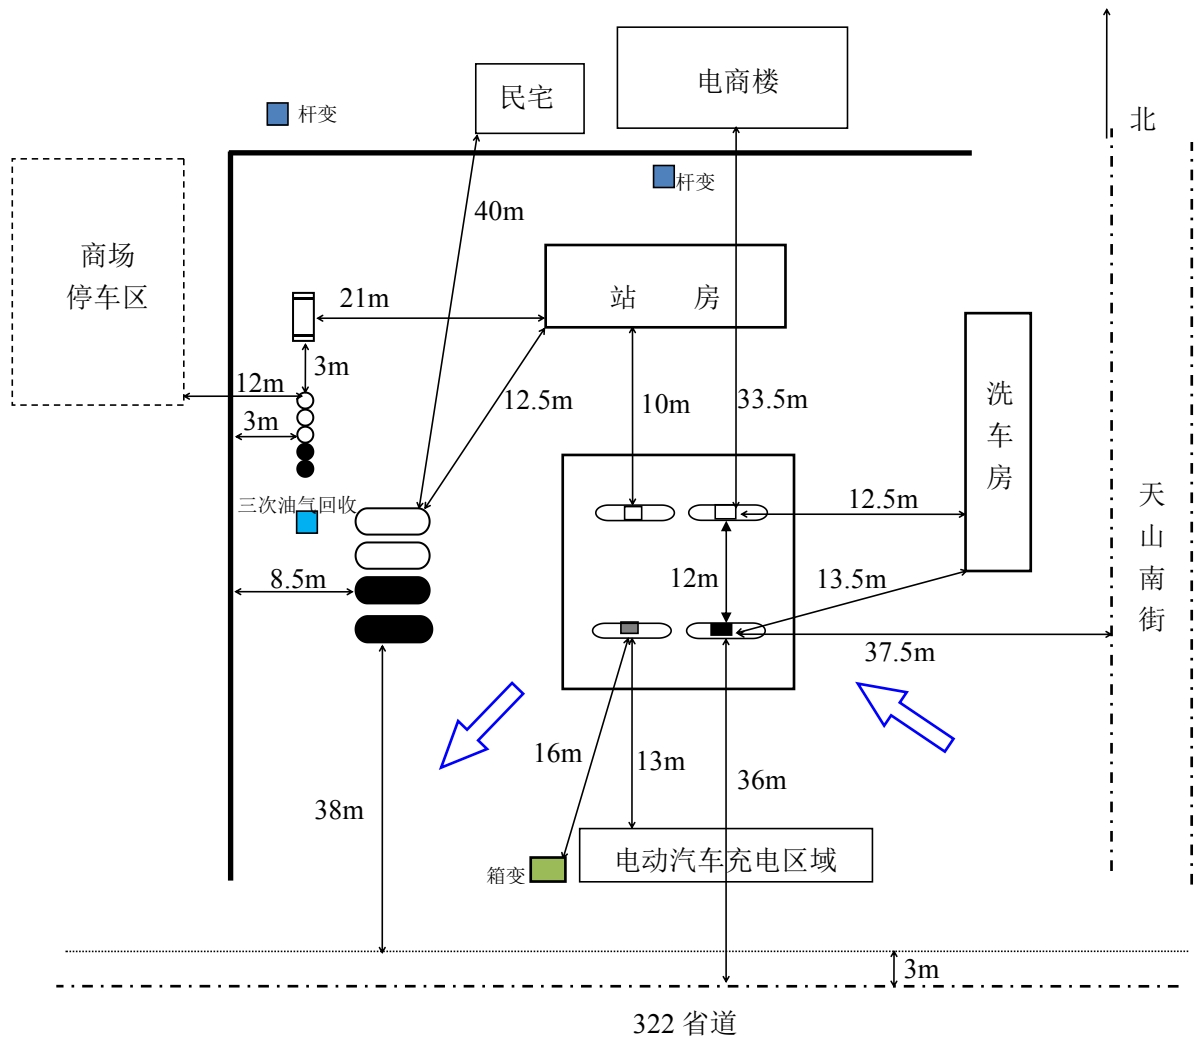 电商楼
民宅
杆变
北
杆变
40m
商场
停车区
站 房
21m
3m
12m
12.5m
10m
33.5m
3m
洗车房
三次油气回收
12.5m
天山南街
8.5m
12m
13.5m
37.5m
16m
13m
36m
38m
电动汽车充电区域
箱变
3m
322 省道